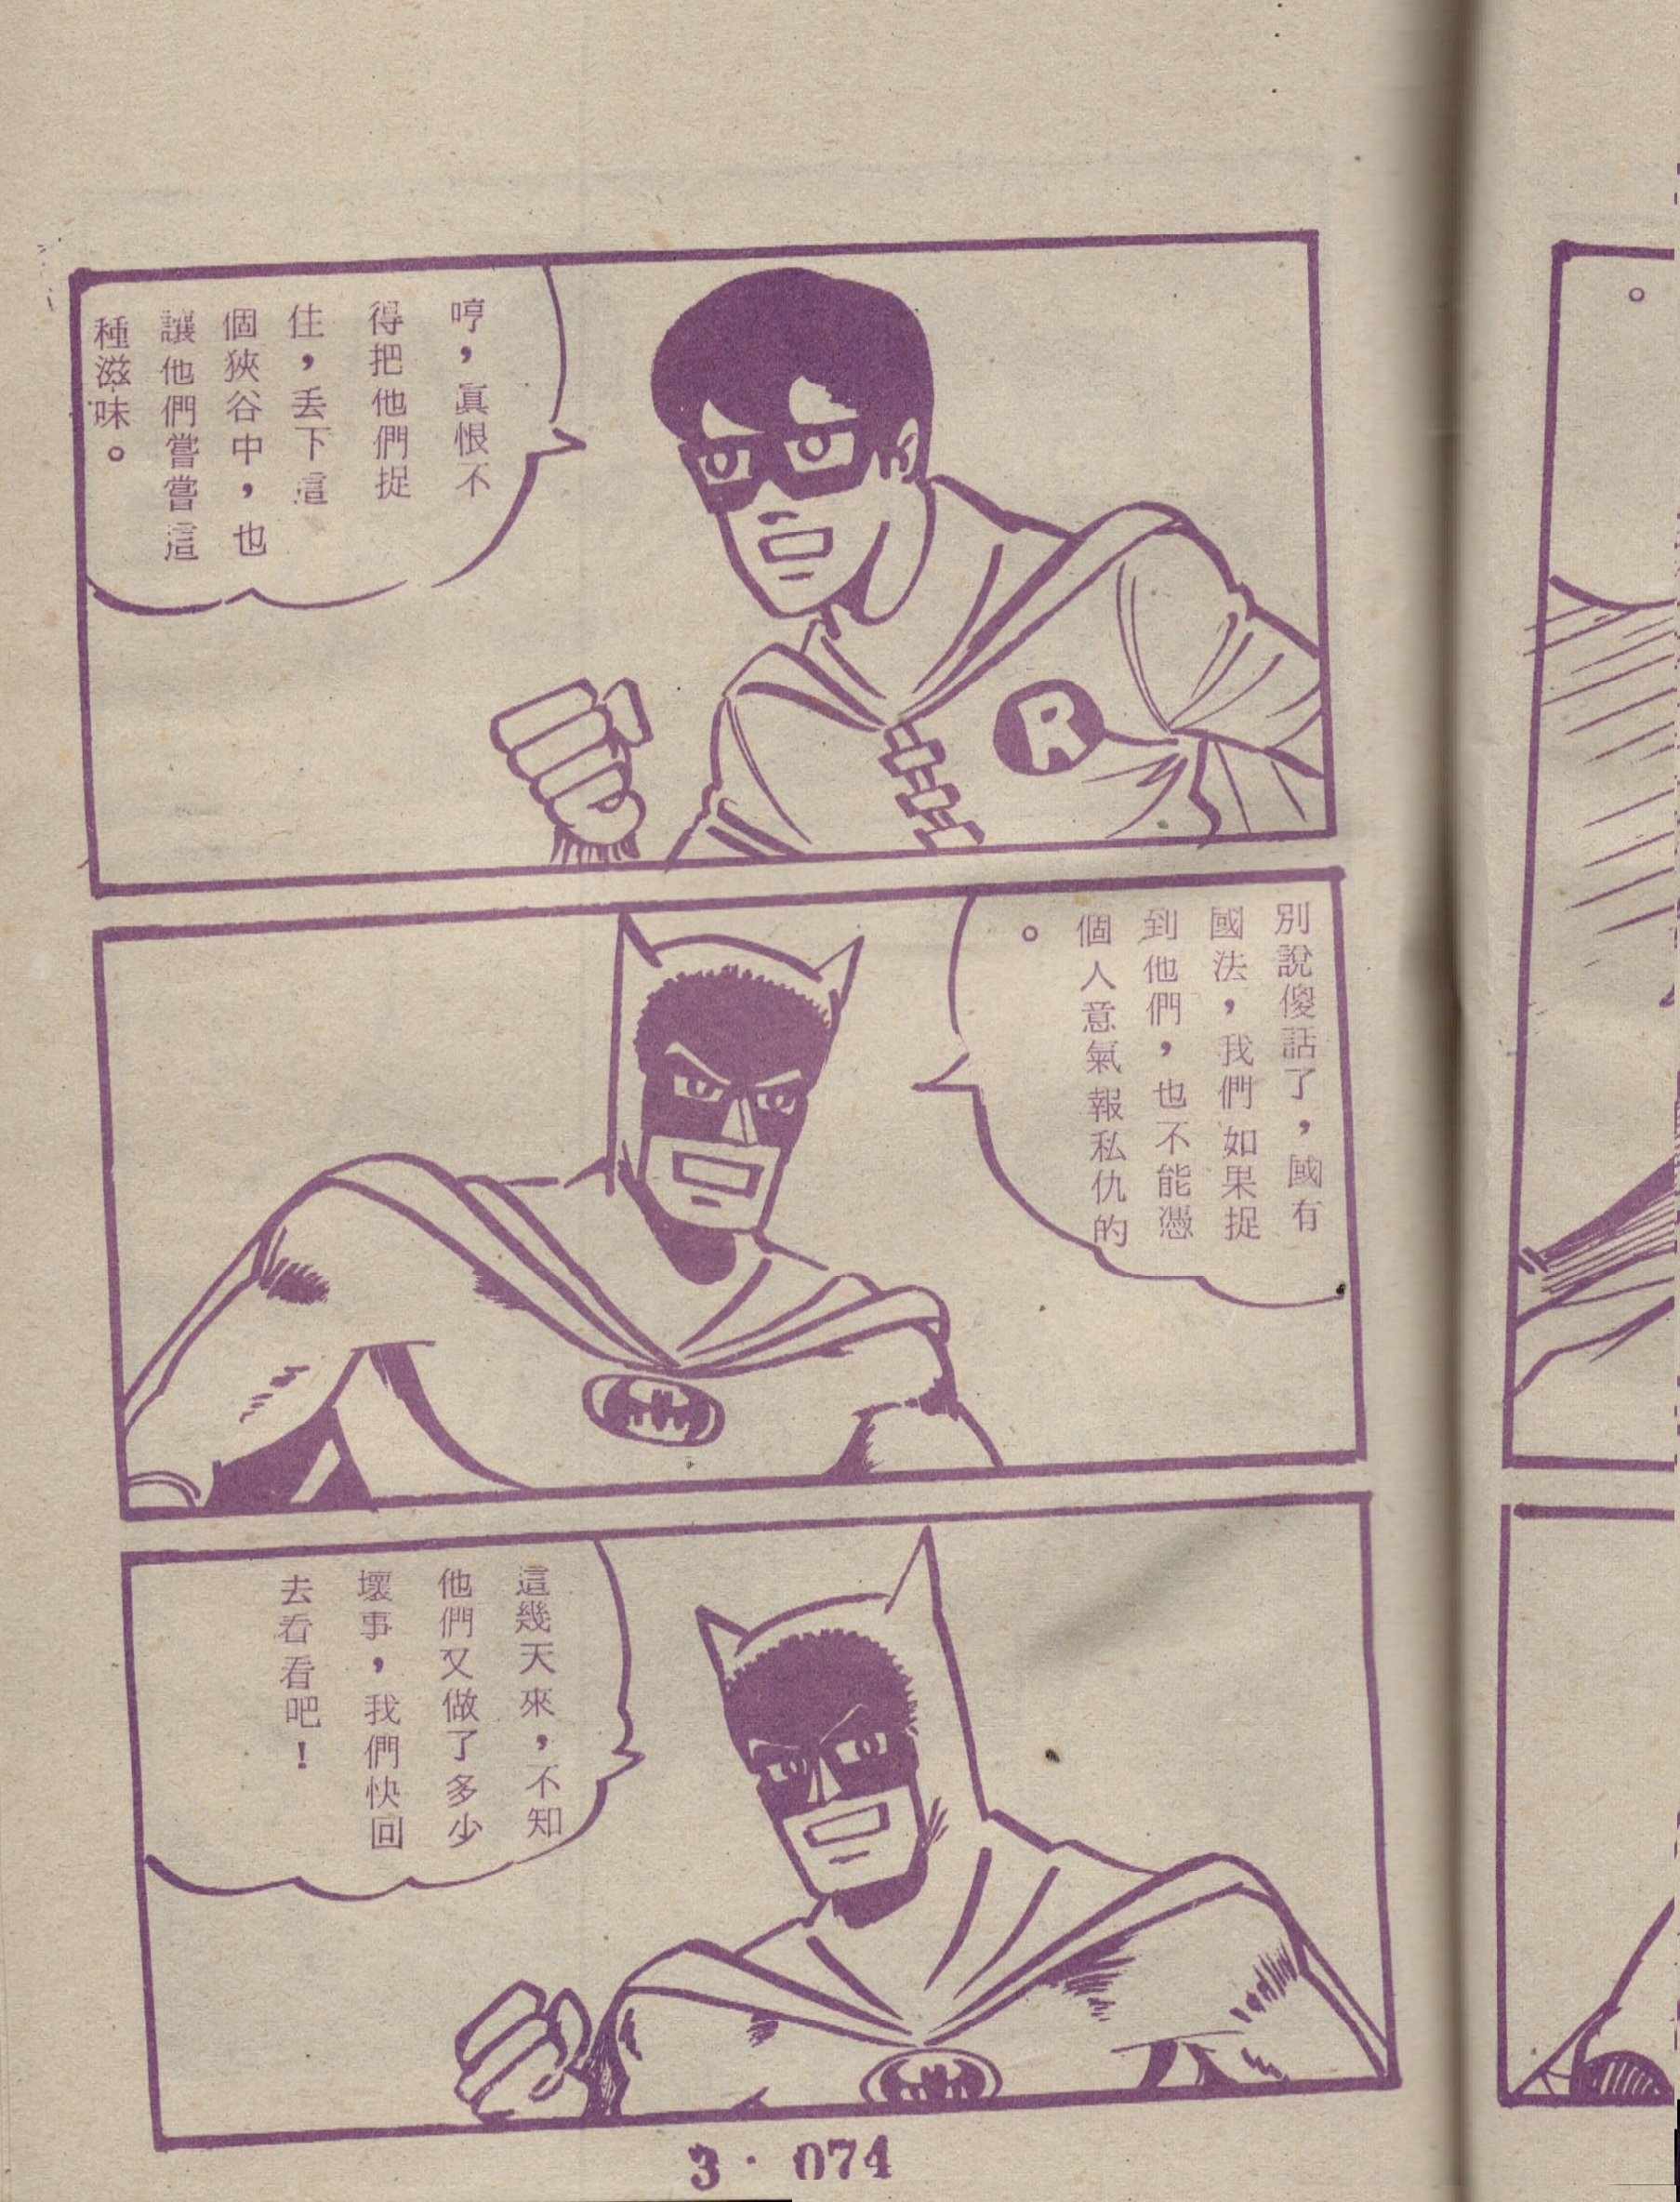 哼，眞恨不
得把他們捉
住，丢下這
個狹谷中，也
讓他們嘗嘗這
種滋味。
R
別說傻話了，國有
國法，我們如果捉
到他們，也不能憑
個人意氣報私仇的
。
這幾天來，不知
他們又做了多少
壞事，我們快回
去看看吧！
3·074
。